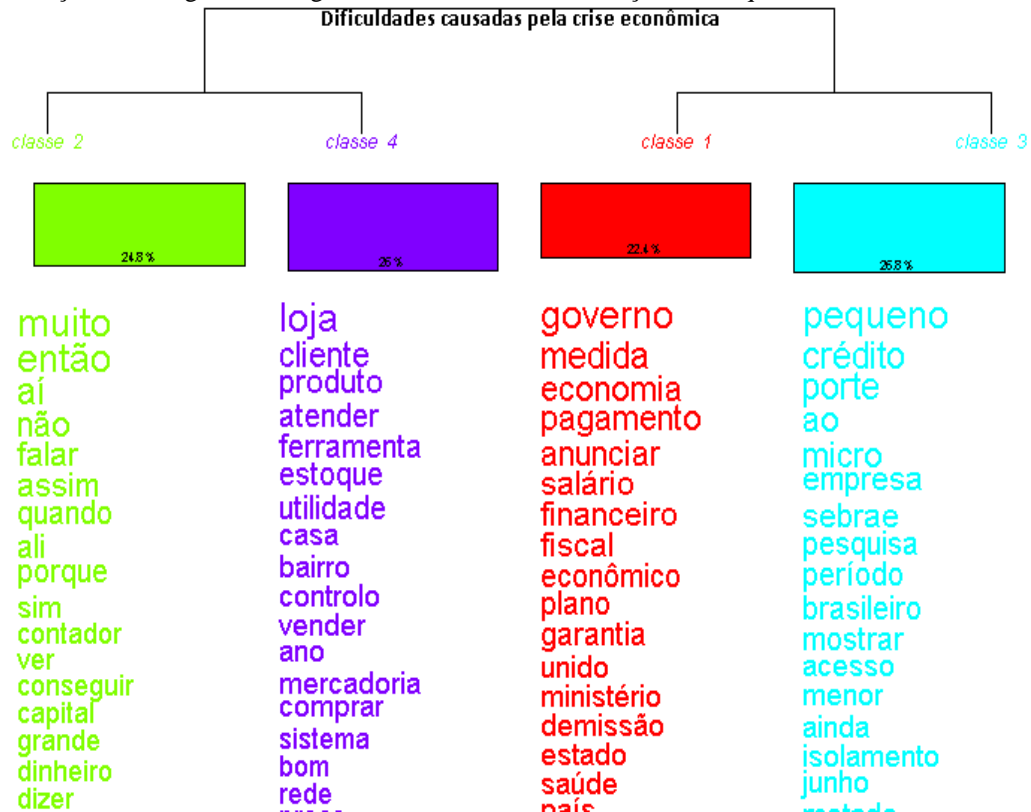 Dificuldades causadas pela crise econômica
classe 2
classe 4
classe 1
classe 3
24.8 %
26 %
22.4 %
26.8 %
muito
então
aí
não
falar
assim
quando
ali
porque
sim
contador
ver
conseguir
capital
grande
dinheiro
dizer
loja
cliente
produto
atender
ferramenta
estoque
utilidade
casa
bairro
controlo
vender
ano
mercadoria
comprar
sistema
bom
rede
governo
medida
economia
pagamento
anunciar
salário
financeiro
fiscal
econômico
plano
garantia
unido
ministério
demissão
estado
saúde
país
pequeno
crédito
porte
ao
micro
empresa
sebrae
pesquisa
período
brasileiro
mostrar
acesso
menor
ainda
isolamento
junho